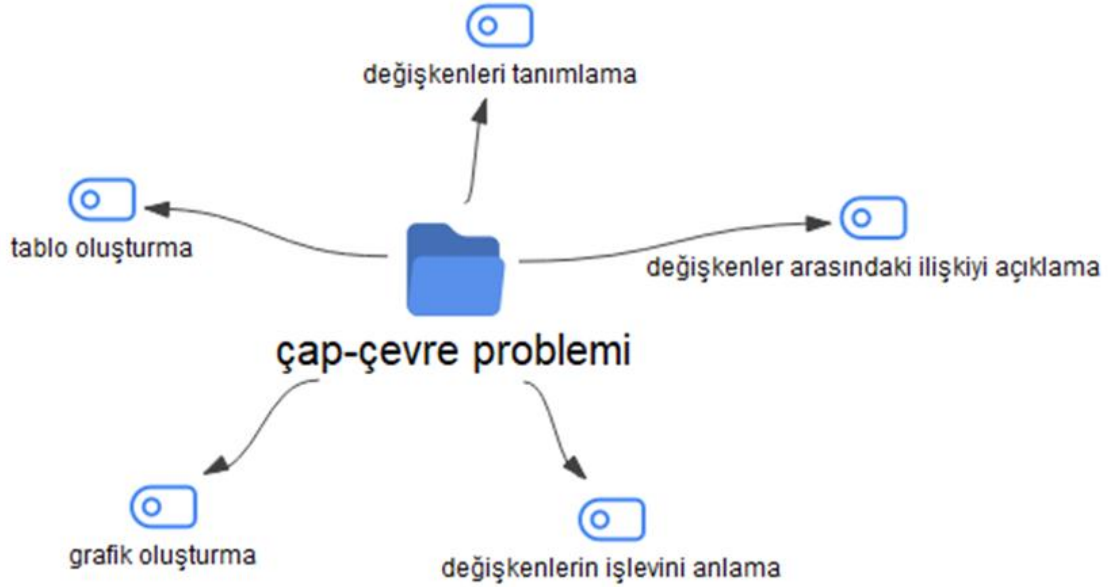 değişkenleri tanımlama
tablo oluşturma
değişkenler arasındaki ilişkiyi açıklama
çap-çevre problemi
grafik oluşturma
değişkenlerin işlevini anlama